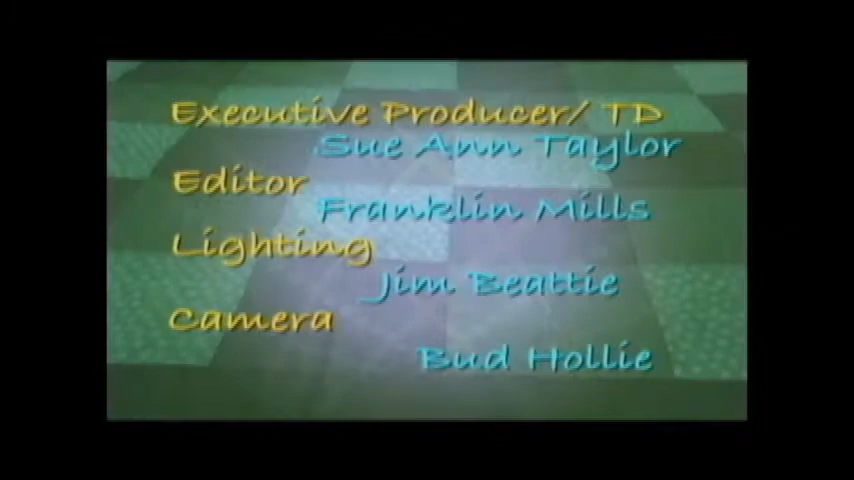 Executive Producer/ TD
Sue Ann Taylor
Editor
Franklin Mills
Lighting
Jim Beattie
Camera
Bud Hollie